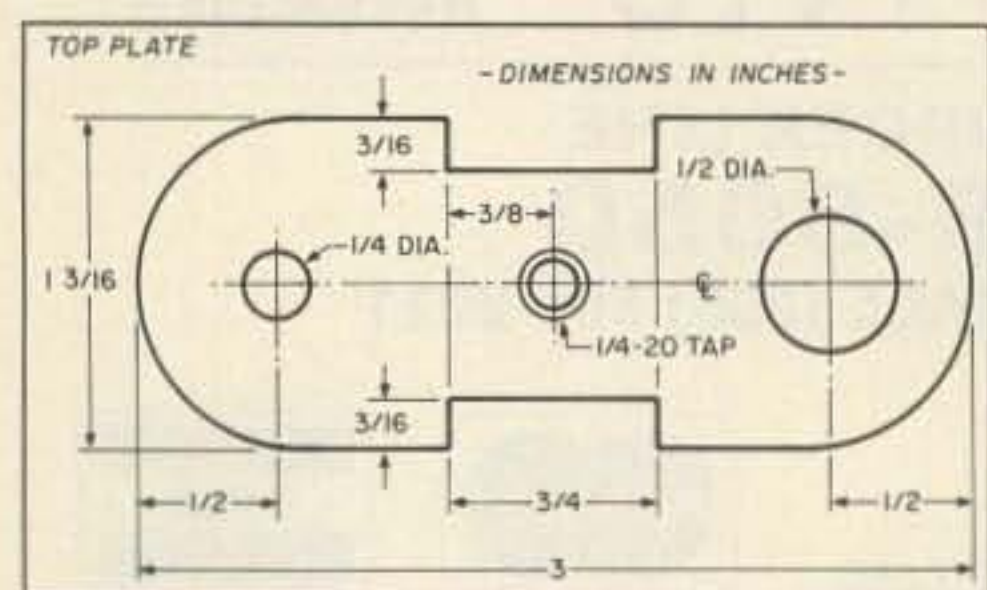 TOP PLATE
-DIMENSIONS IN INCHES-
3/16
1/2 DIA.
3/8
1/4 DIA.
1 3/16
℄
1/4-20 TAP
3/16
1/2
3/4
1/2
3